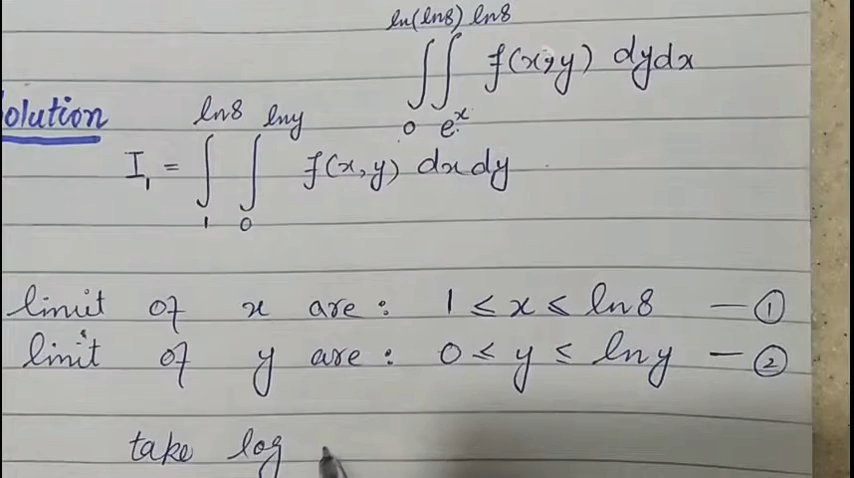 ln(ln8) ln8
∫∫ f(x,y) dydx
0 e^x
Solution
ln8 lny
I₁ = ∫ ∫ f(x,y) dxdy
1 0
limit of x are : 1 ≤ x ≤ ln8 — ①
limit of y are : 0 ≤ y ≤ lny — ②
take log